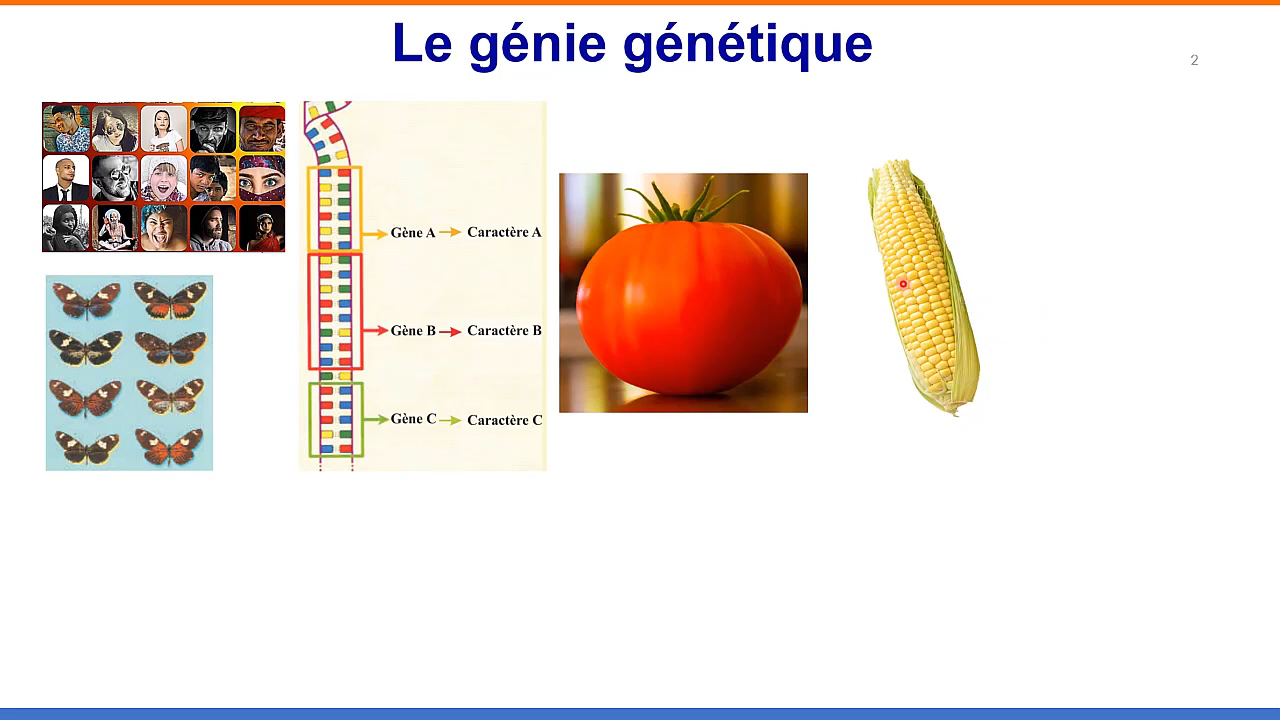 Le génie génétique
2
Gène A Caractère A
Gène B Caractère B
Gène C Caractère C